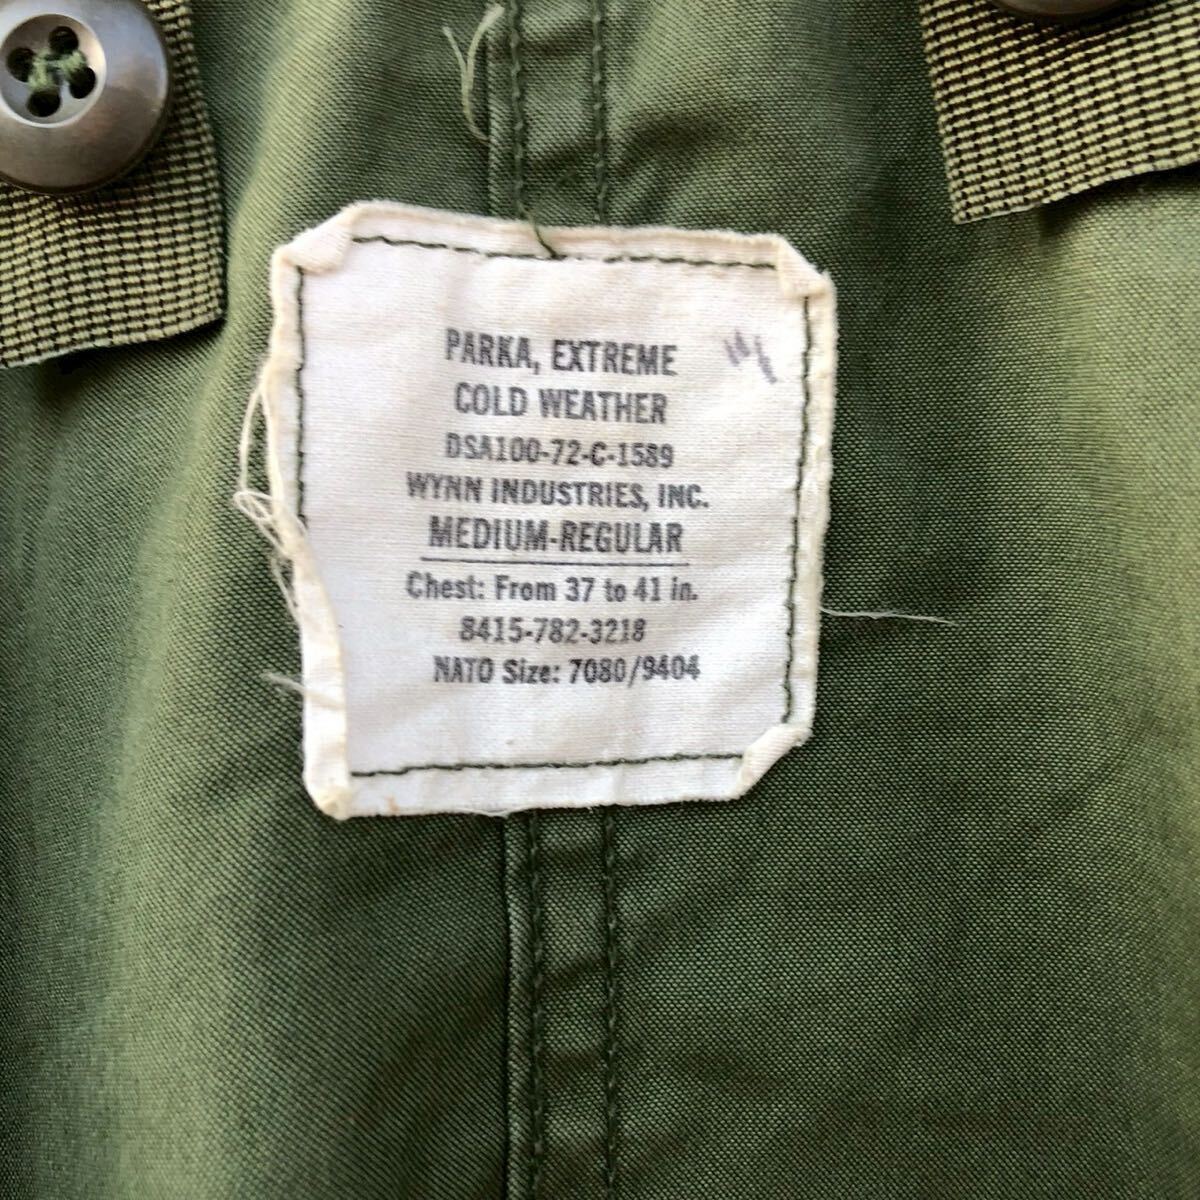 PARKA, EXTREME
COLD WEATHER
DSA100-72-C-1589
WYNN INDUSTRIES, INC.
MEDIUM-REGULAR
Chest: From 37 to 41 in.
8415-782-3218
NATO Size: 7080/9404